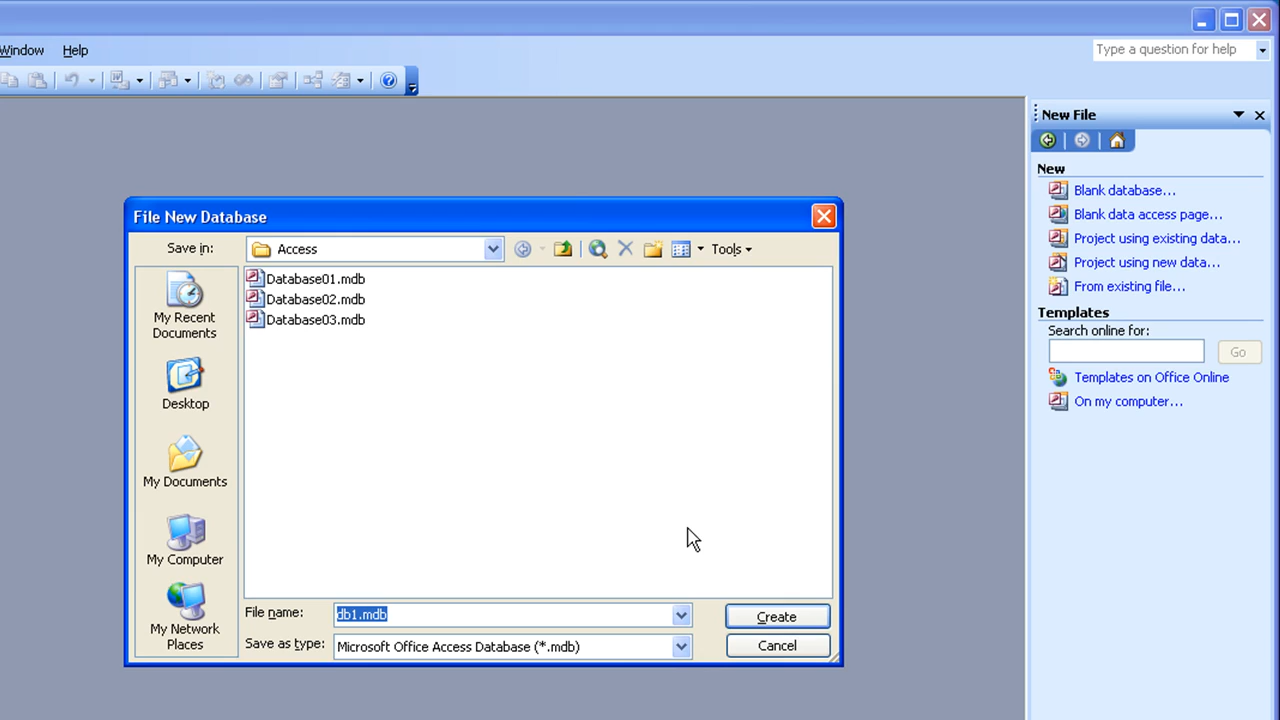 Window Help
Type a question for help
New File
New
Blank database...
Blank data access page...
Project using existing data...
Project using new data...
From existing file...
Templates
Search online for:
Go
Templates on Office Online
On my computer...
File New Database
Save in: Access Tools
My Recent
Documents
Desktop
My Documents
My Computer
My Network
Places
Database01.mdb
Database02.mdb
Database03.mdb
File name: db1.mdb Create
Save as type: Microsoft Office Access Database (*.mdb) Cancel